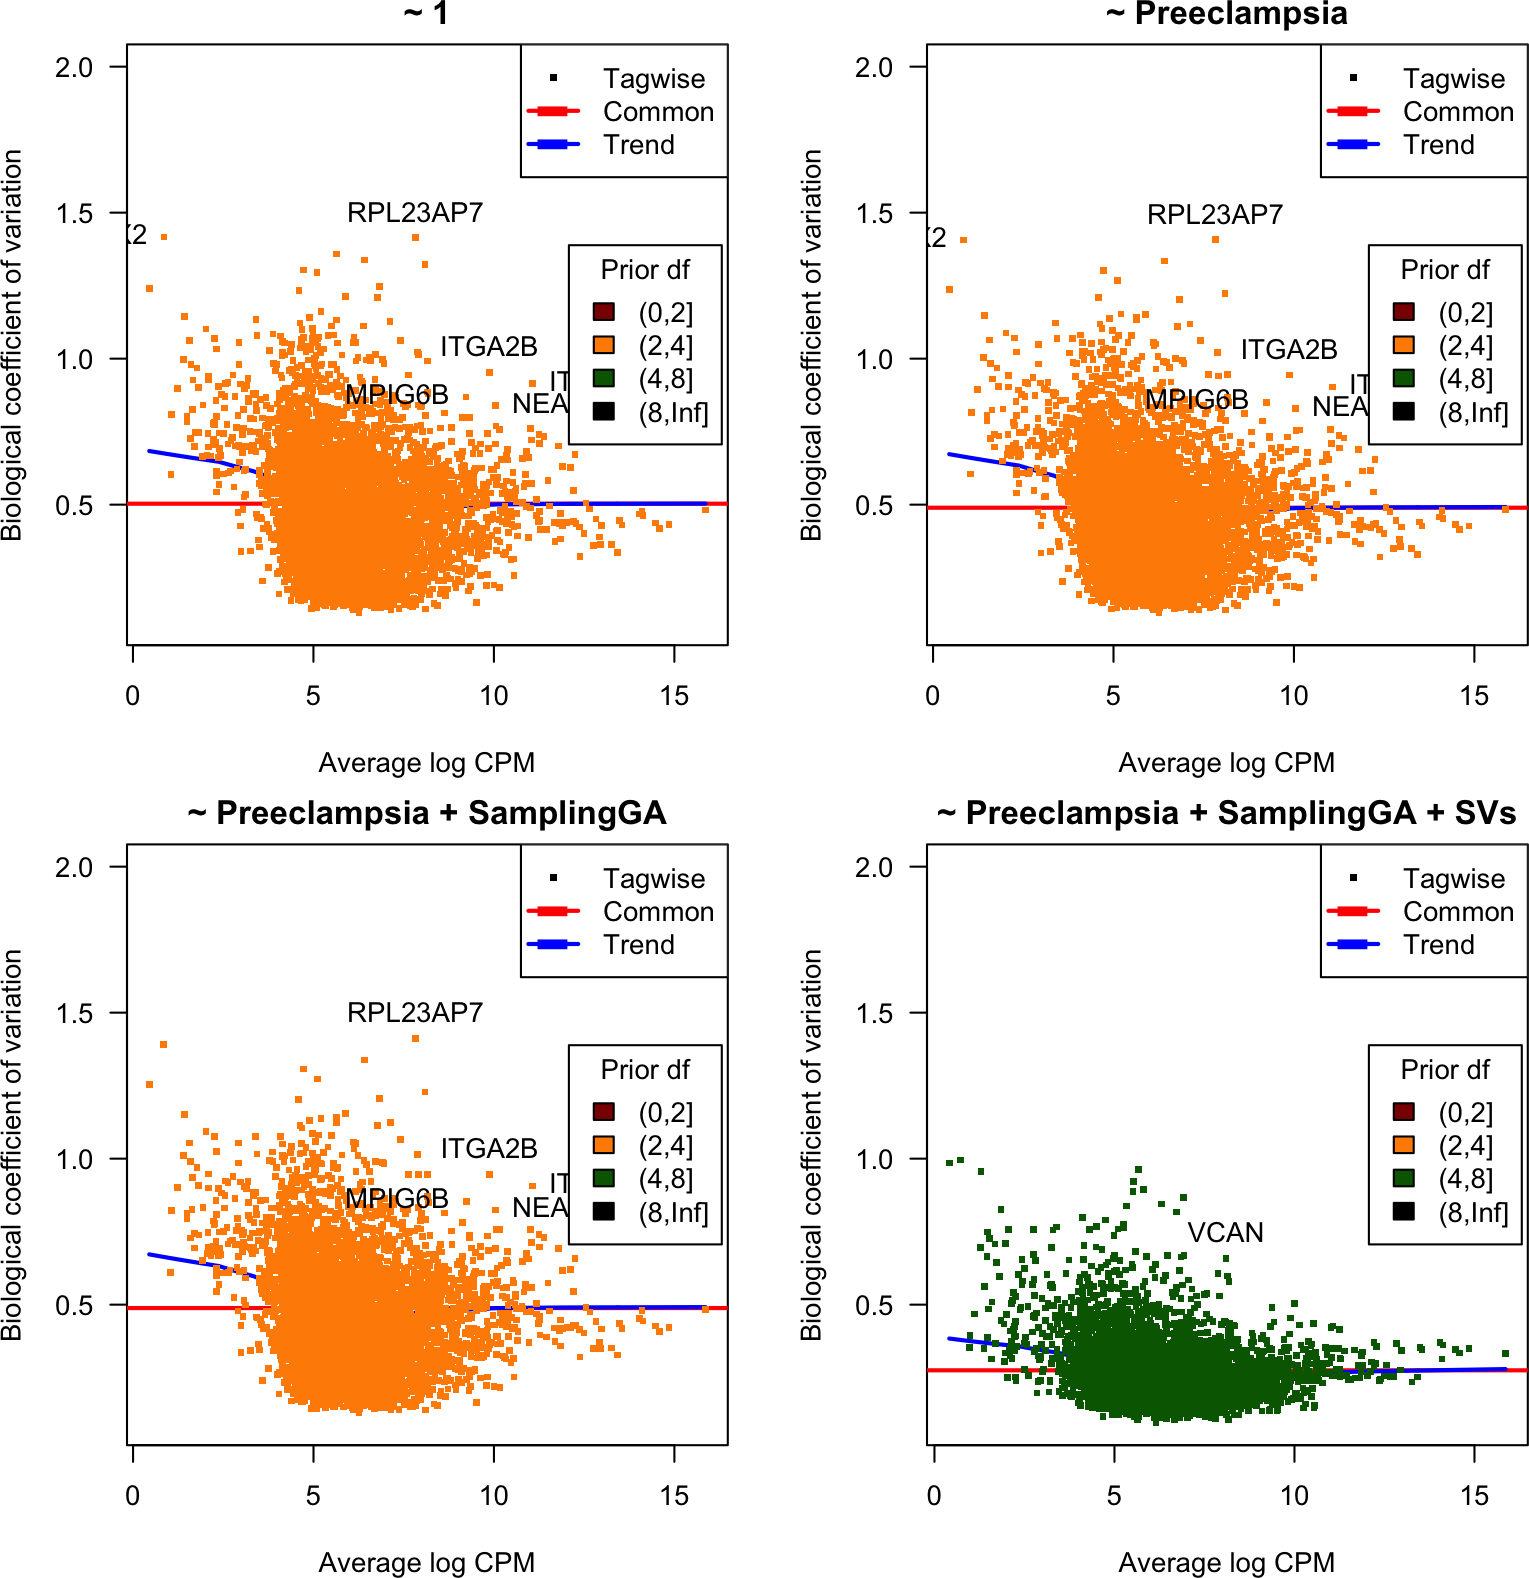 ~ 1
2.0
1.5
1.0
0.5
0
5
10
15
Biological coefficient of variation
Average log CPM
Tagwise
Common
Trend
Prior df
(0,2]
(2,4]
(4,8]
(8,Inf]
RPL23AP7
X2
ITGA2B
MPIG6B
IT
NEA
~ Preeclampsia
2.0
1.5
1.0
0.5
0
5
10
15
Biological coefficient of variation
Average log CPM
Tagwise
Common
Trend
Prior df
(0,2]
(2,4]
(4,8]
(8,Inf]
RPL23AP7
X2
ITGA2B
MPIG6B
IT
NEA
~ Preeclampsia + SamplingGA
2.0
1.5
1.0
0.5
0
5
10
15
Biological coefficient of variation
Average log CPM
Tagwise
Common
Trend
Prior df
(0,2]
(2,4]
(4,8]
(8,Inf]
RPL23AP7
ITGA2B
MPIG6B
IT
NEA
~ Preeclampsia + SamplingGA + SVs
2.0
1.5
1.0
0.5
0
5
10
15
Biological coefficient of variation
Average log CPM
Tagwise
Common
Trend
Prior df
(0,2]
(2,4]
(4,8]
(8,Inf]
VCAN